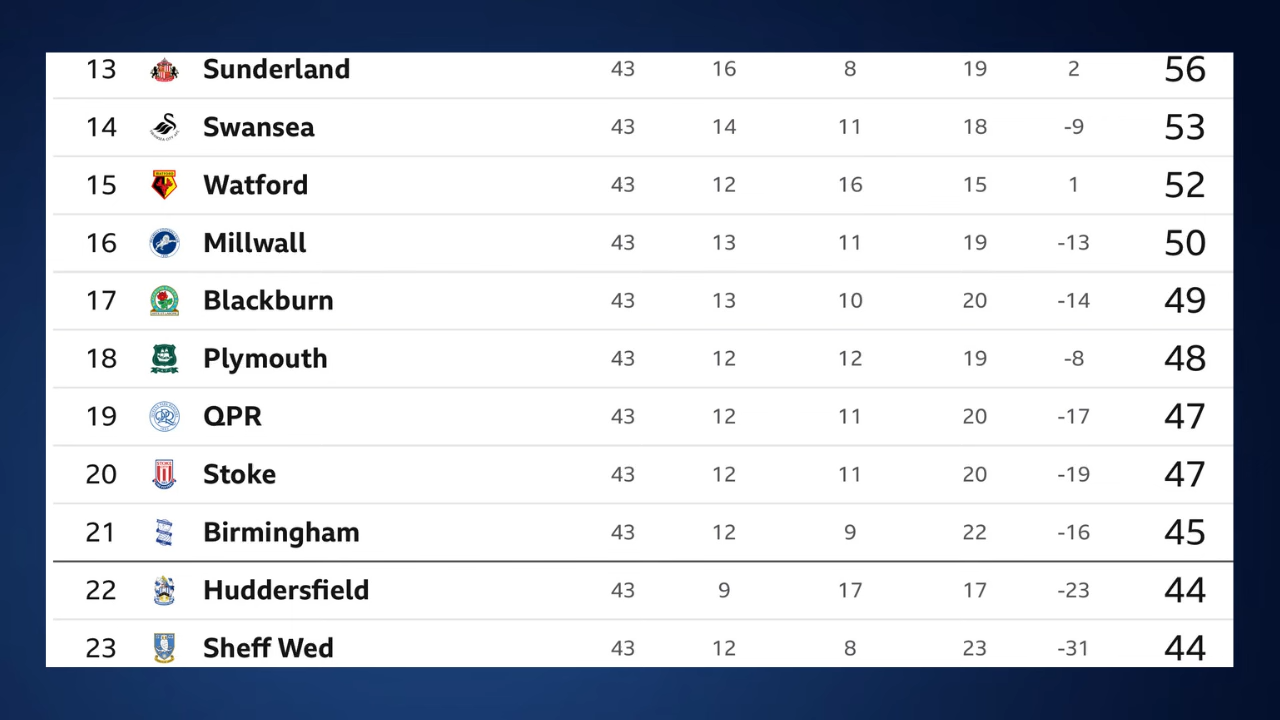 13 Sunderland 43 16 8 19 2 56
14 Swansea 43 14 11 18 -9 53
15 Watford 43 12 16 15 1 52
16 Millwall 43 13 11 19 -13 50
17 Blackburn 43 13 10 20 -14 49
18 Plymouth 43 12 12 19 -8 48
19 QPR 43 12 11 20 -17 47
20 Stoke 43 12 11 20 -19 47
21 Birmingham 43 12 9 22 -16 45
22 Huddersfield 43 9 17 17 -23 44
23 Sheff Wed 43 12 8 23 -31 44